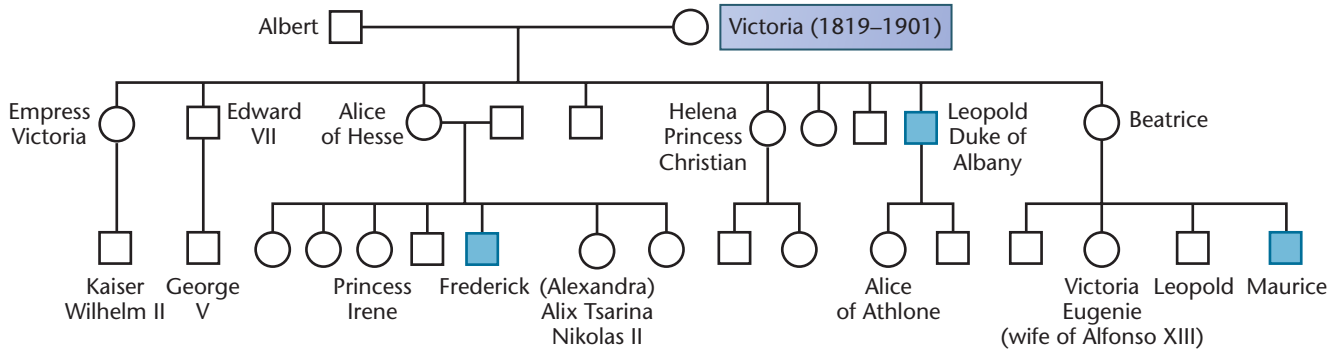 Albert
Victoria (1819–1901)
Empress
Victoria
Edward
VII
Alice
of Hesse
Helena
Princess
Christian
Leopold
Duke of
Albany
Beatrice
Kaiser
Wilhelm II
George
V
Princess
Irene
Frederick
(Alexandra)
Alix Tsarina
Nikolas II
Alice
of Athlone
Victoria
Eugenie
(wife of Alfonso XIII)
Leopold
Maurice